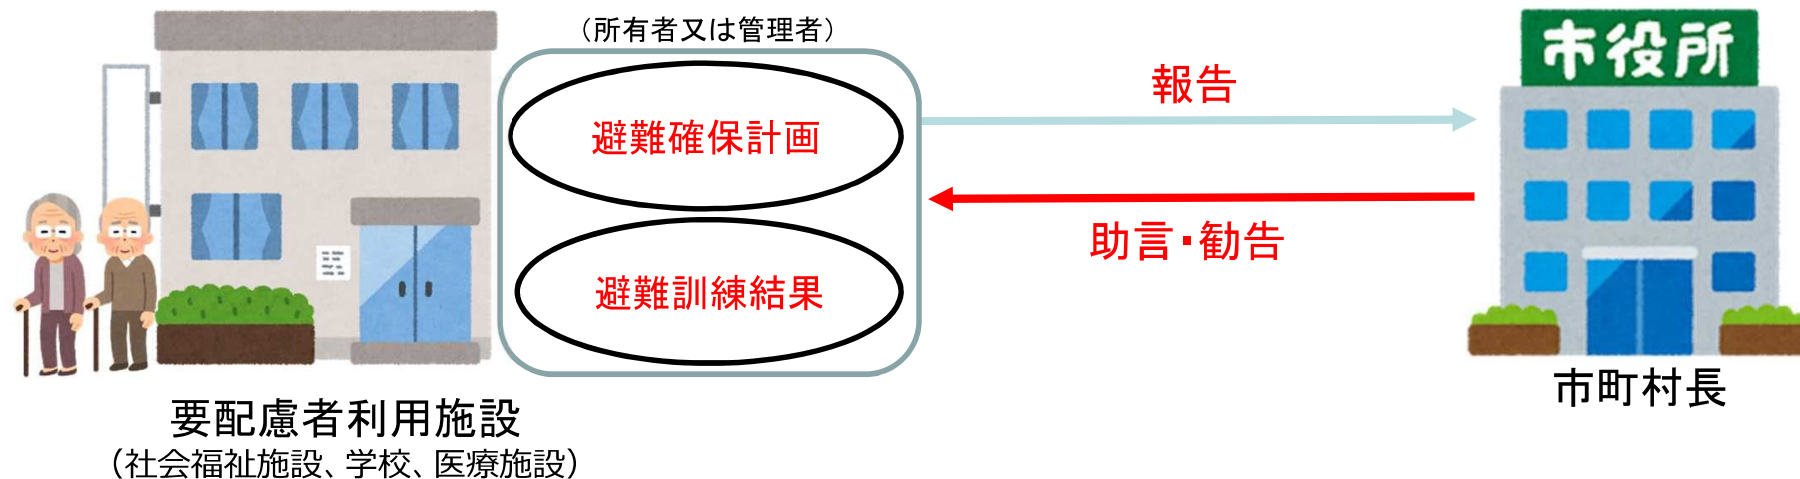 （所有者又は管理者）
市役所
報告
避難確保計画
助言・勧告
避難訓練結果
市町村長
要配慮者利用施設
（社会福祉施設、学校、医療施設）